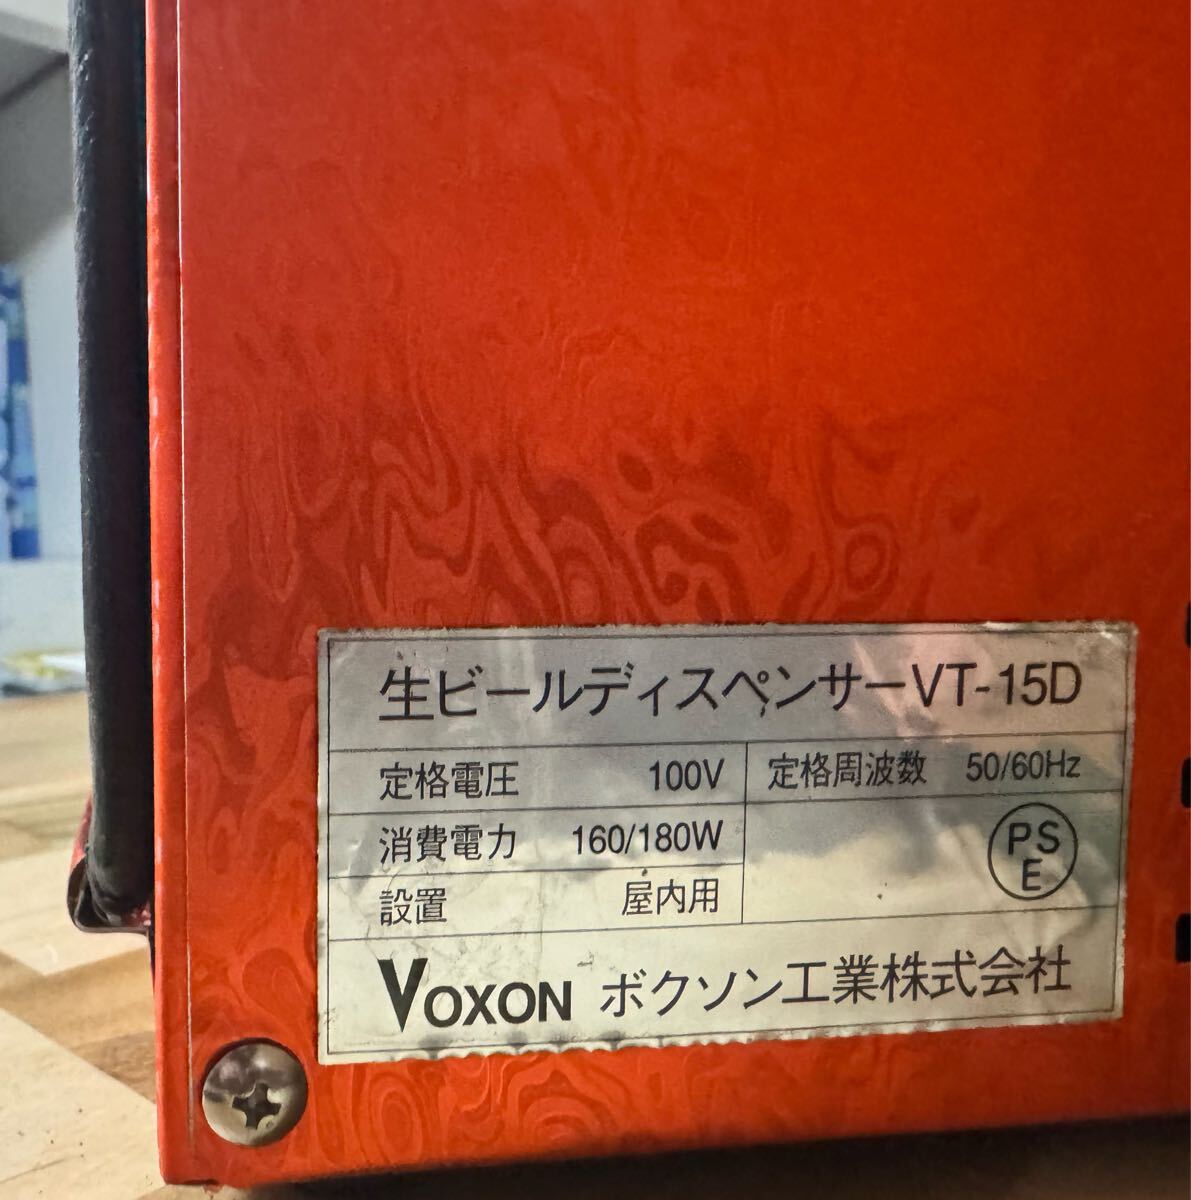 生ビールディスペンサーVT-15D
定格電圧 100V 定格周波数 50/60Hz
消費電力 160/180W
PS
E
設置 屋内用
VOXON ボクソン工業株式会社